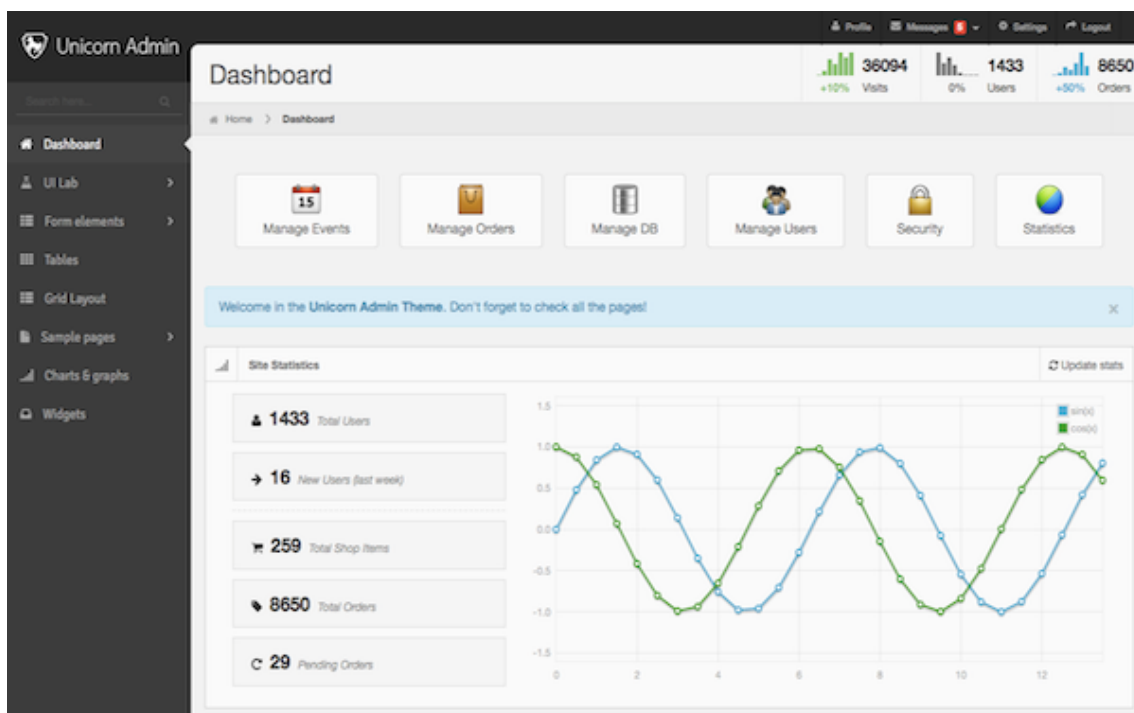 Unicorn Admin
Profile Messages 5 Settings Logout
Search here...
Dashboard
36094
+10% Visits
1433
0% Users
8650
+50% Orders
Home > Dashboard
Dashboard
UI Lab
Form elements
Tables
Grid Layout
Sample pages
Charts & graphs
Widgets
15
Manage Events
Manage Orders
Manage DB
Manage Users
Security
Statistics
Welcome in the Unicorn Admin Theme. Don't forget to check all the pages!
×
Site Statistics
Update stats
1433 Total Users
16 New Users (last week)
259 Total Shop Items
8650 Total Orders
29 Pending Orders
1.5
1.0
0.5
0.0
-0.5
-1.0
-1.5
0 2 4 6 8 10 12
sin(x)
cos(x)